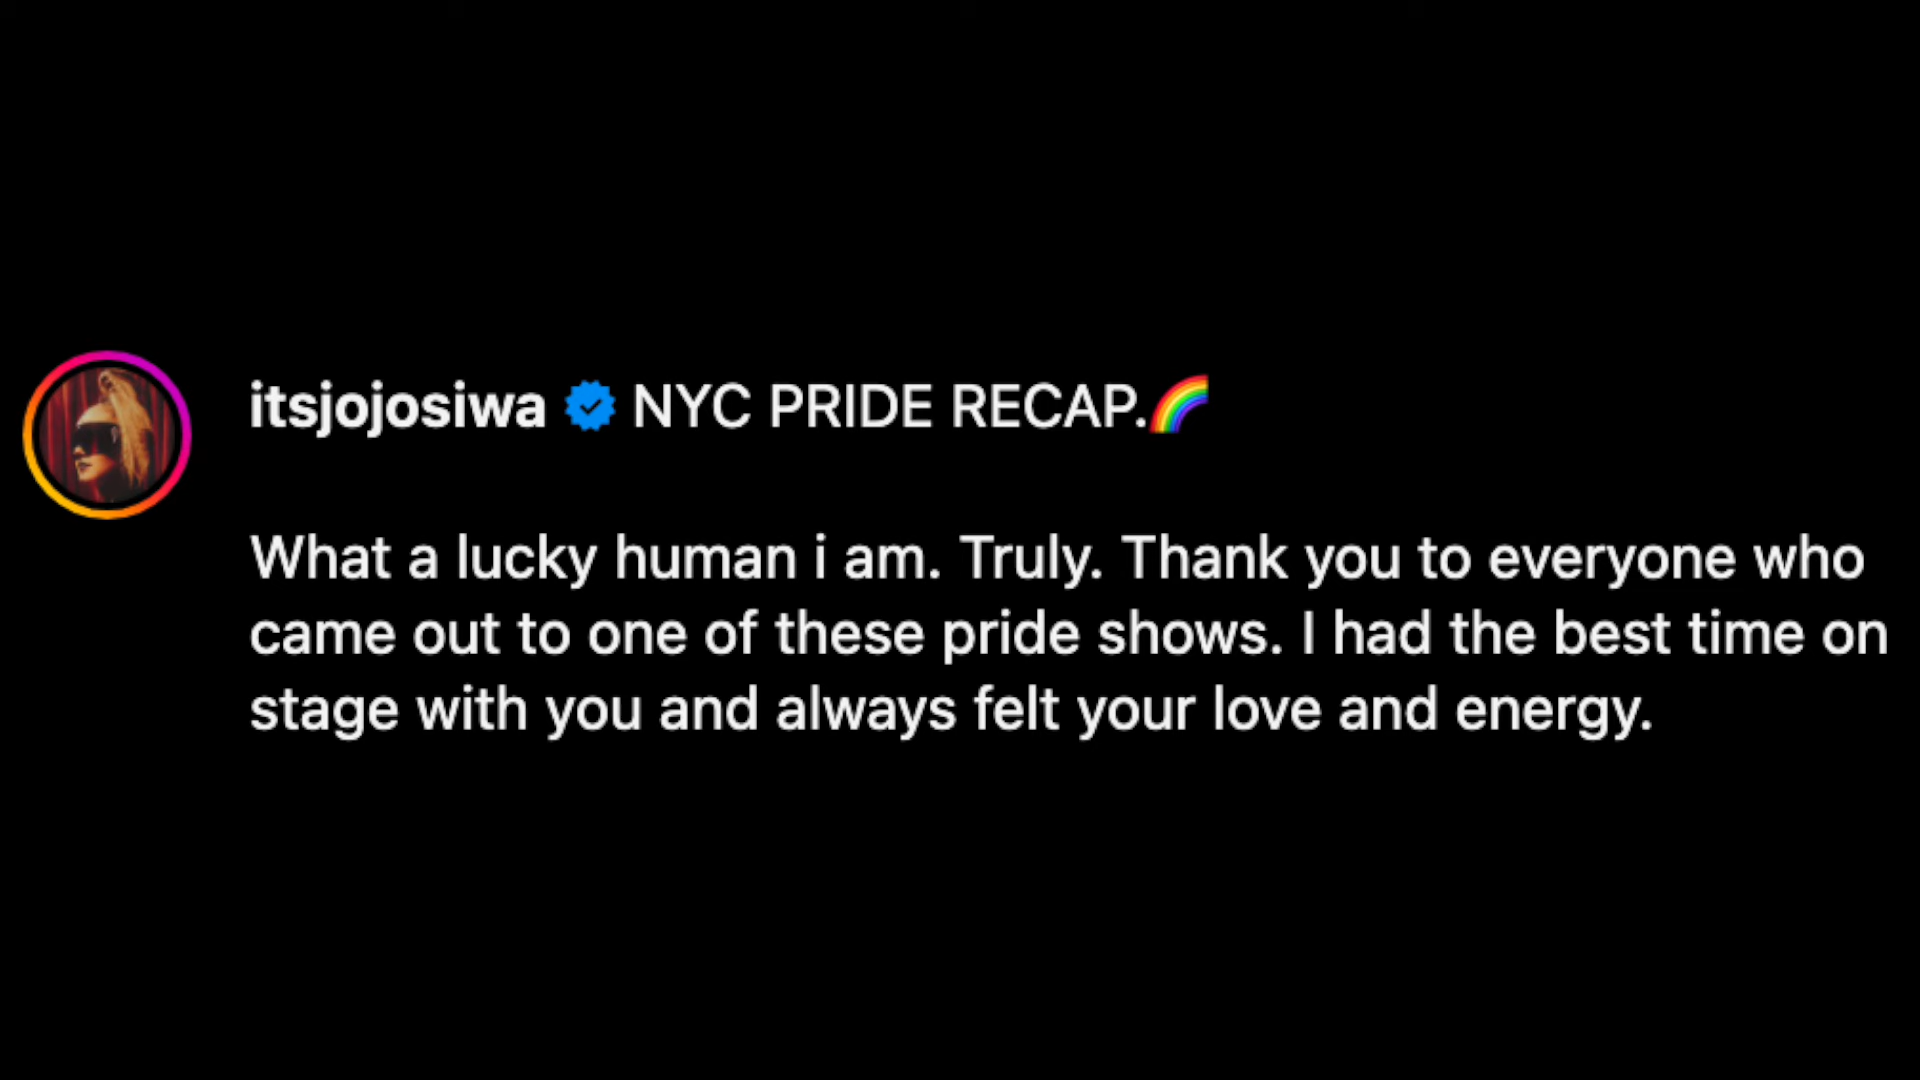 itsjojosiwa NYC PRIDE RECAP.🌈
What a lucky human i am. Truly. Thank you to everyone who
came out to one of these pride shows. I had the best time on
stage with you and always felt your love and energy.